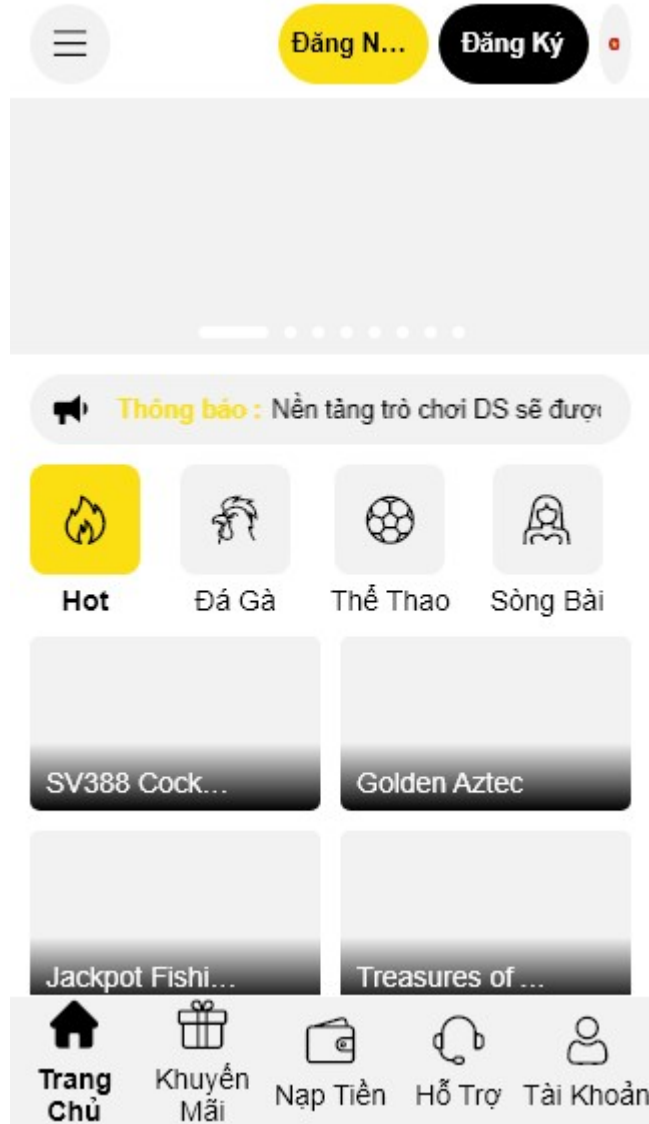 Đăng N... Đăng Ký
Thông báo : Nền tảng trò chơi DS sẽ đượ
Hot Đá Gà Thể Thao Sòng Bài
SV388 Cock... Golden Aztec
Jackpot Fishi... Treasures of ...
Trang Chủ Khuyến Mãi Nạp Tiền Hỗ Trợ Tài Khoản